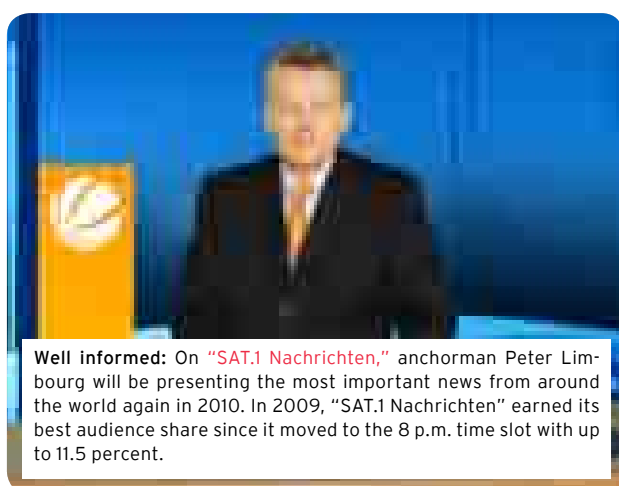 Well informed: On “SAT.1 Nachrichten,” anchorman Peter Lim-
bourg will be presenting the most important news from around
the world again in 2010. In 2009, “SAT.1 Nachrichten” earned its
best audience share since it moved to the 8 p.m. time slot with up
to 11.5 percent.